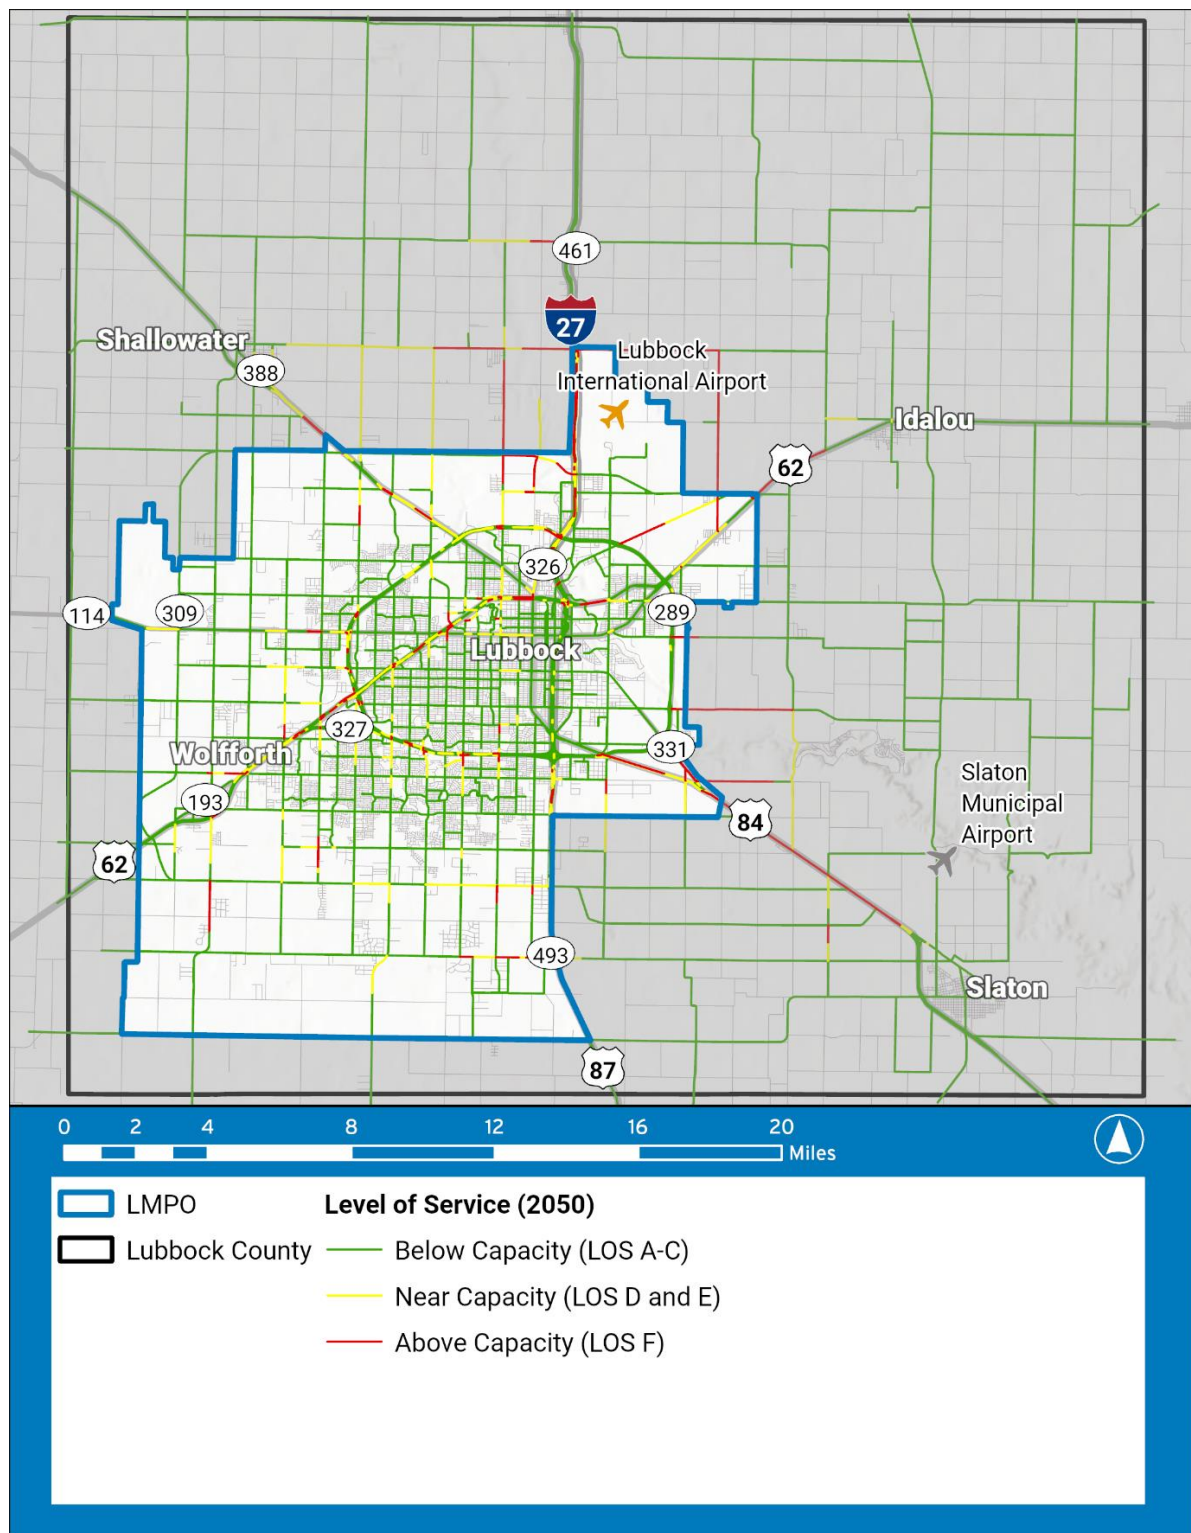 461
27
Shallowater
Lubbock
International Airport
388
Idalou
62
326
114
309
289
Lubbock
327
331
Wolfforth
Slaton
Municipal
Airport
193
84
62
493
Slaton
87
0 2 4 8 12 16 20
Miles
LMPO
Level of Service (2050)
Lubbock County
Below Capacity (LOS A-C)
Near Capacity (LOS D and E)
Above Capacity (LOS F)